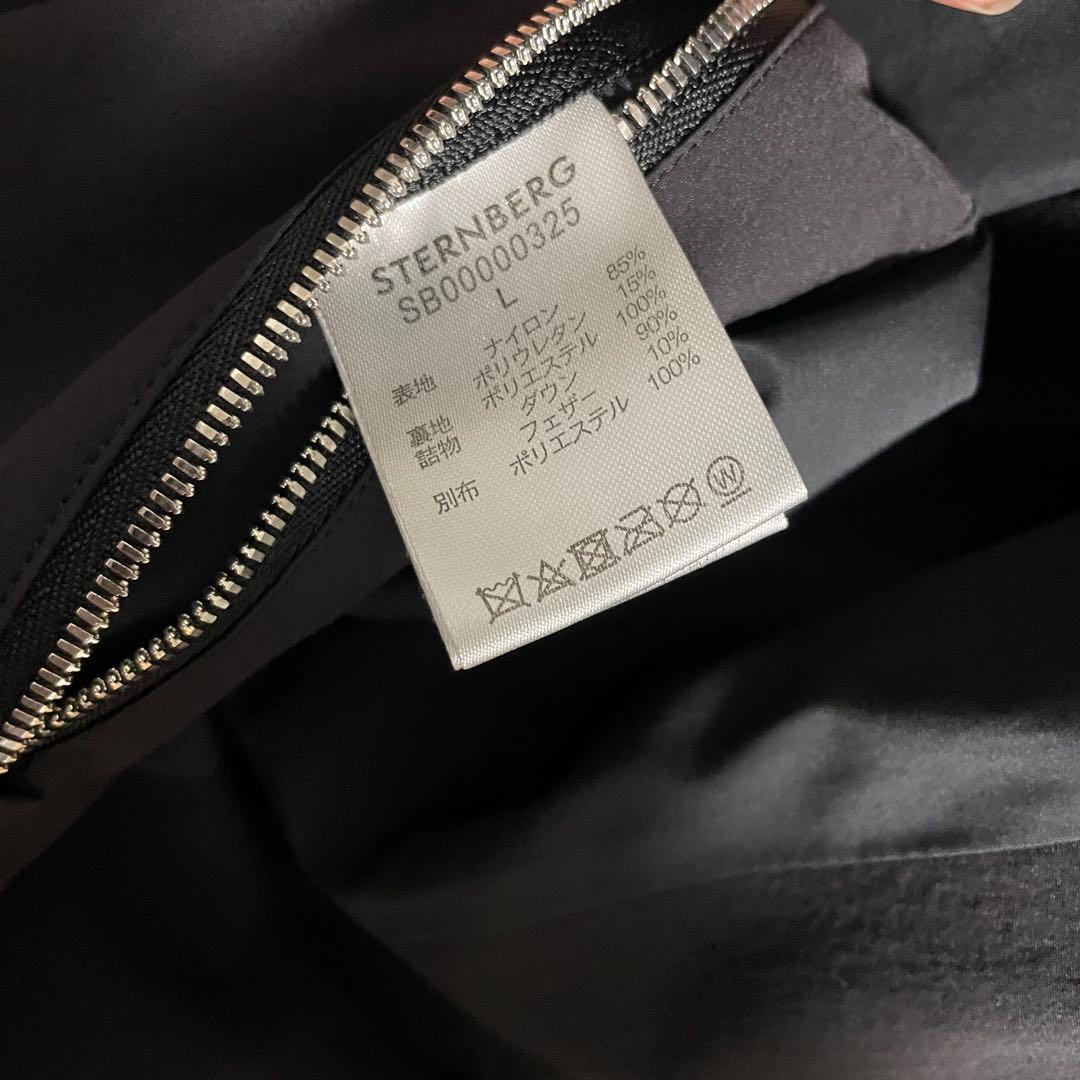 STERNBERG
SB00000325
L
表地 ナイロン 85%
ポリウレタン 15%
裏地 ポリエステル 100%
詰物 ダウン 90%
フェザー 10%
別布 ポリエステル 100%
W